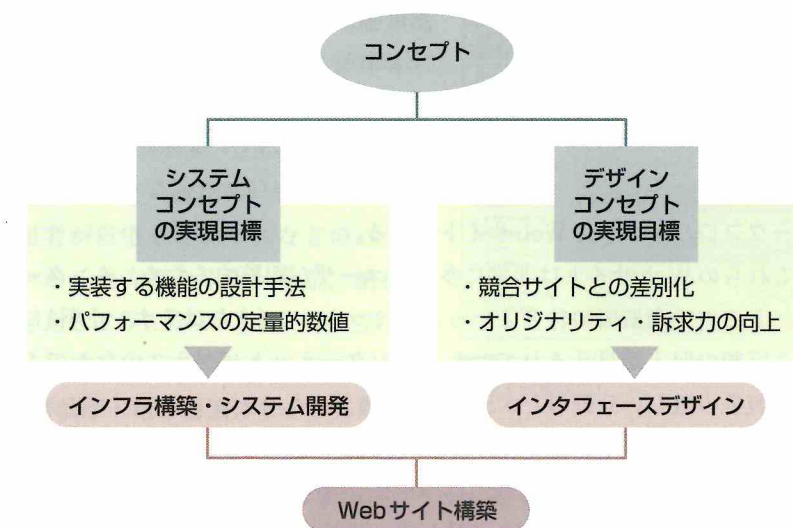 コンセプト
システム
コンセプト
の実現目標
・実装する機能の設計手法
・パフォーマンスの定量的数値
インフラ構築・システム開発
デザイン
コンセプト
の実現目標
・競合サイトとの差別化
・オリジナリティ・訴求力の向上
インタフェースデザイン
Webサイト構築